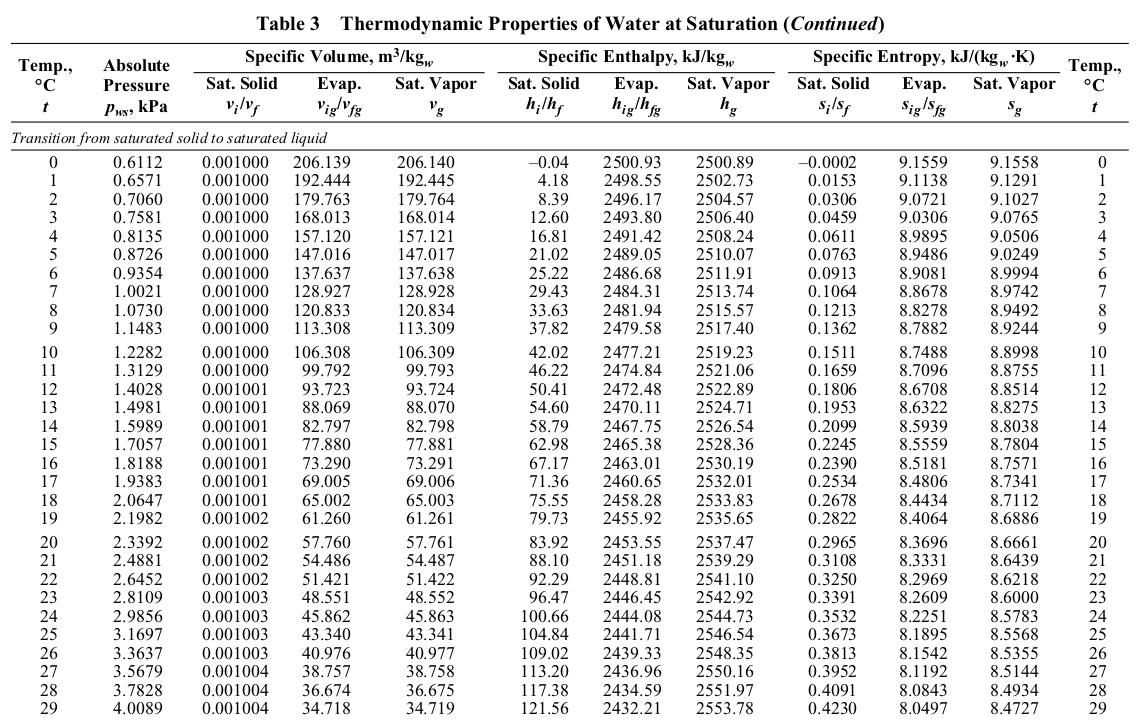 Table 3 Thermodynamic Properties of Water at Saturation (Continued)
Specific Volume, m³/kgw Specific Enthalpy, kJ/kgw Specific Entropy, kJ/(kgw·K)
Temp., Absolute Temp.,
°C Pressure Sat. Solid Evap. Sat. Vapor Sat. Solid Evap. Sat. Vapor Sat. Solid Evap. Sat. Vapor °C
t pws, kPa vi/vf vig/vfg vg hi/hf hig/hfg hg si/sf sig/sfg sg t
Transition from saturated solid to saturated liquid
0 0.6112 0.001000 206.139 206.140 –0.04 2500.93 2500.89 –0.0002 9.1559 9.1558 0
1 0.6571 0.001000 192.444 192.445 4.18 2498.55 2502.73 0.0153 9.1138 9.1291 1
2 0.7060 0.001000 179.763 179.764 8.39 2496.17 2504.57 0.0306 9.0721 9.1027 2
3 0.7581 0.001000 168.013 168.014 12.60 2493.80 2506.40 0.0459 9.0306 9.0765 3
4 0.8135 0.001000 157.120 157.121 16.81 2491.42 2508.24 0.0611 8.9895 9.0506 4
5 0.8726 0.001000 147.016 147.017 21.02 2489.05 2510.07 0.0763 8.9486 9.0249 5
6 0.9354 0.001000 137.637 137.638 25.22 2486.68 2511.91 0.0913 8.9081 8.9994 6
7 1.0021 0.001000 128.927 128.928 29.43 2484.31 2513.74 0.1064 8.8678 8.9742 7
8 1.0730 0.001000 120.833 120.834 33.63 2481.94 2515.57 0.1213 8.8278 8.9492 8
9 1.1483 0.001000 113.308 113.309 37.82 2479.58 2517.40 0.1362 8.7882 8.9244 9
10 1.2282 0.001000 106.308 106.309 42.02 2477.21 2519.23 0.1511 8.7488 8.8998 10
11 1.3129 0.001000 99.792 99.793 46.22 2474.84 2521.06 0.1659 8.7096 8.8755 11
12 1.4028 0.001001 93.723 93.724 50.41 2472.48 2522.89 0.1806 8.6708 8.8514 12
13 1.4981 0.001001 88.069 88.070 54.60 2470.11 2524.71 0.1953 8.6322 8.8275 13
14 1.5989 0.001001 82.797 82.798 58.79 2467.75 2526.54 0.2099 8.5939 8.8038 14
15 1.7057 0.001001 77.880 77.881 62.98 2465.38 2528.36 0.2245 8.5559 8.7804 15
16 1.8188 0.001001 73.290 73.291 67.17 2463.01 2530.19 0.2390 8.5181 8.7571 16
17 1.9383 0.001001 69.005 69.006 71.36 2460.65 2532.01 0.2534 8.4806 8.7341 17
18 2.0647 0.001001 65.002 65.003 75.55 2458.28 2533.83 0.2678 8.4434 8.7112 18
19 2.1982 0.001002 61.260 61.261 79.73 2455.92 2535.65 0.2822 8.4064 8.6886 19
20 2.3392 0.001002 57.760 57.761 83.92 2453.55 2537.47 0.2965 8.3696 8.6661 20
21 2.4881 0.001002 54.486 54.487 88.10 2451.18 2539.29 0.3108 8.3331 8.6439 21
22 2.6452 0.001002 51.421 51.422 92.29 2448.81 2541.10 0.3250 8.2969 8.6218 22
23 2.8109 0.001003 48.551 48.552 96.47 2446.45 2542.92 0.3391 8.2609 8.6000 23
24 2.9856 0.001003 45.862 45.863 100.66 2444.08 2544.73 0.3532 8.2251 8.5783 24
25 3.1697 0.001003 43.340 43.341 104.84 2441.71 2546.54 0.3673 8.1895 8.5568 25
26 3.3637 0.001003 40.976 40.977 109.02 2439.33 2548.35 0.3813 8.1542 8.5355 26
27 3.5679 0.001004 38.757 38.758 113.20 2436.96 2550.16 0.3952 8.1192 8.5144 27
28 3.7828 0.001004 36.674 36.675 117.38 2434.59 2551.97 0.4091 8.0843 8.4934 28
29 4.0089 0.001004 34.718 34.719 121.56 2432.21 2553.78 0.4230 8.0497 8.4727 29